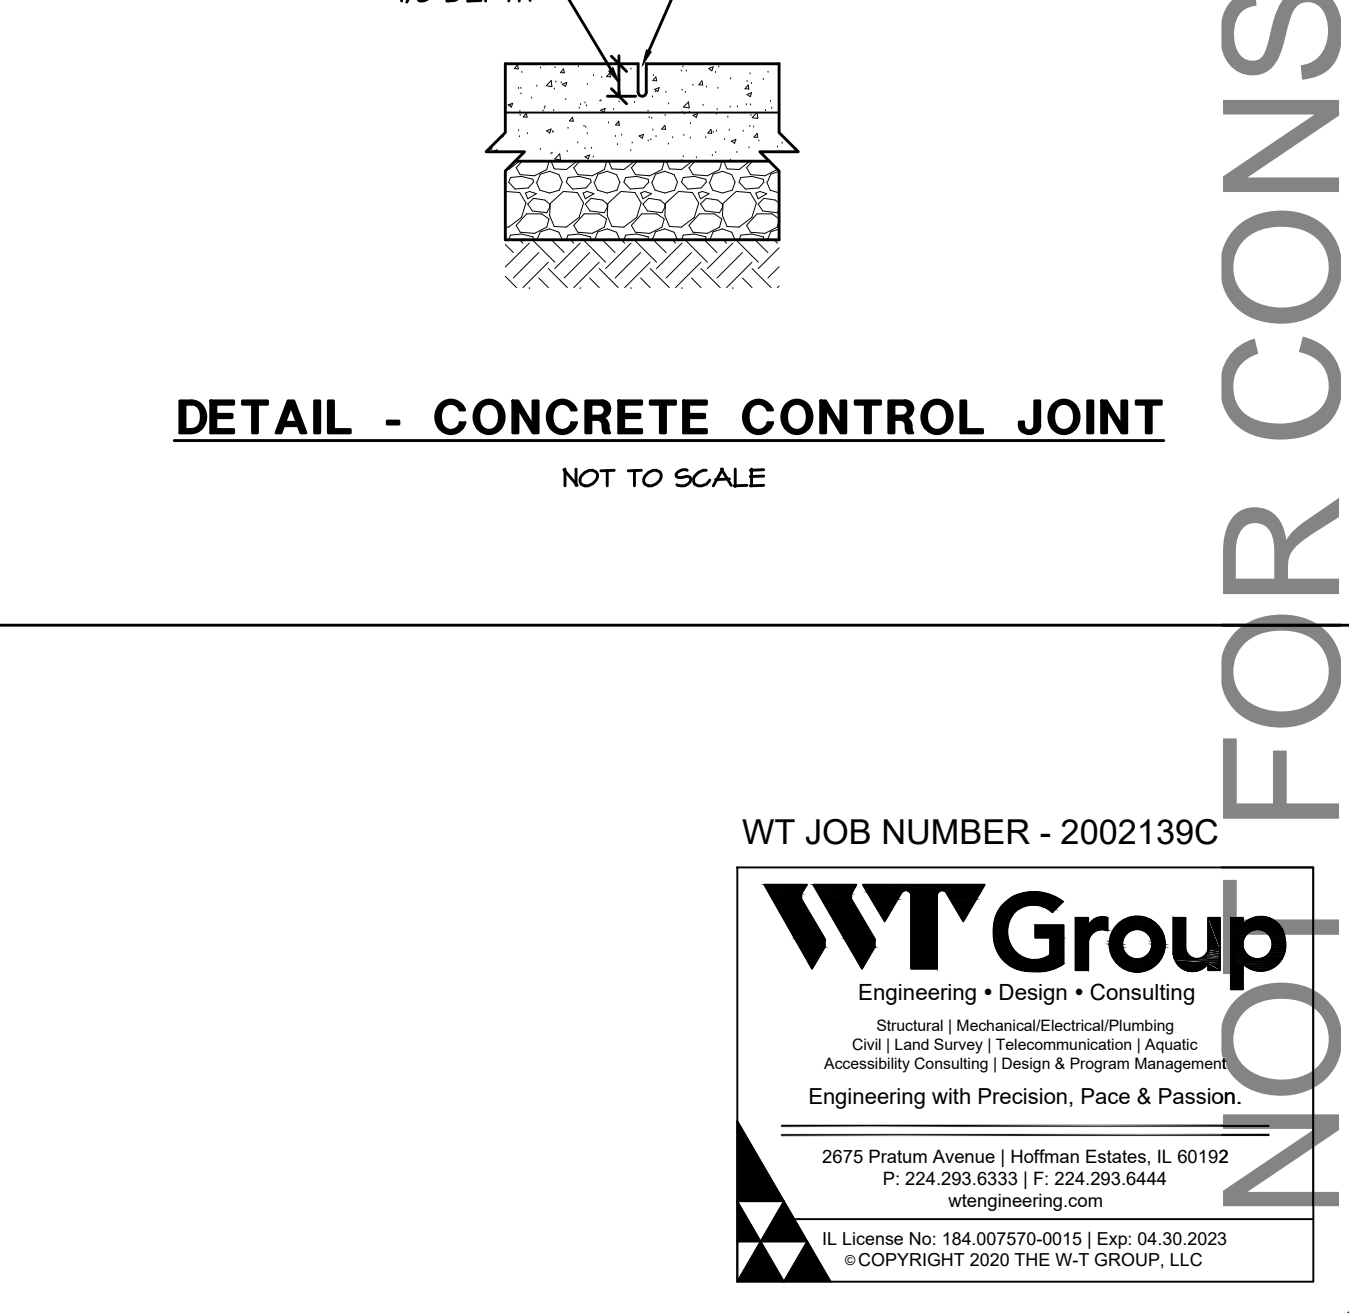 DETAIL - CONCRETE CONTROL JOINT
NOT TO SCALE
NOT FOR CONS
WT JOB NUMBER - 2002139C
WT Group
Engineering • Design • Consulting
Structural | Mechanical/Electrical/Plumbing
Civil | Land Survey | Telecommunication | Aquatic
Accessibility Consulting | Design & Program Management
Engineering with Precision, Pace & Passion.
2675 Pratum Avenue | Hoffman Estates, IL 60192
P: 224.293.6333 | F: 224.293.6444
wtengineering.com
IL License No: 184.007570-0015 | Exp: 04.30.2023
©COPYRIGHT 2020 THE W-T GROUP, LLC